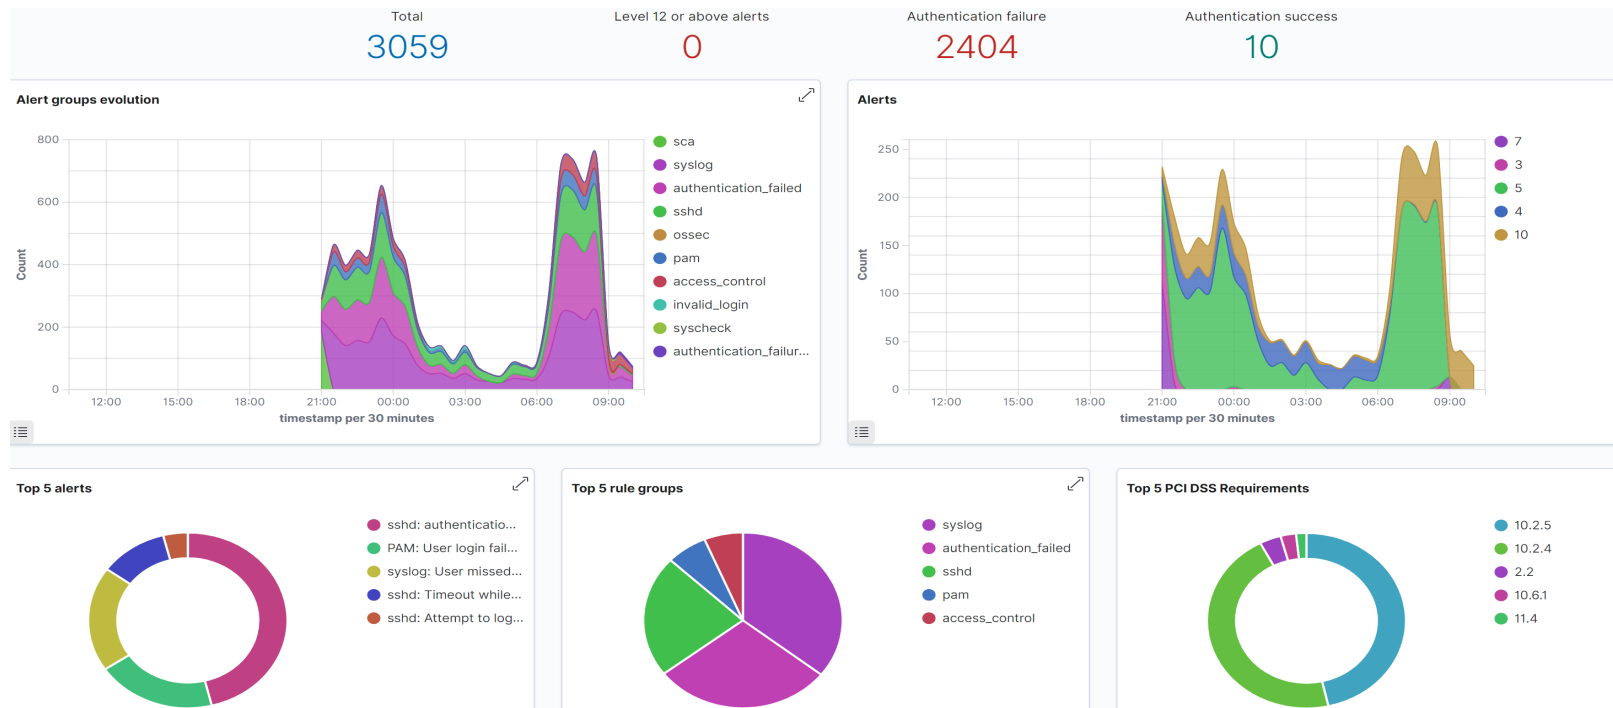 Total
3059
Level 12 or above alerts
0
Authentication failure
2404
Authentication success
10
Alert groups evolution
800
600
400
200
0
Count
12:00 15:00 18:00 21:00 00:00 03:00 06:00 09:00
timestamp per 30 minutes
sca
syslog
authentication_failed
sshd
ossec
pam
access_control
invalid_login
syscheck
authentication_failur...
Alerts
250
200
150
100
50
0
Count
12:00 15:00 18:00 21:00 00:00 03:00 06:00 09:00
timestamp per 30 minutes
7
3
5
4
10
Top 5 alerts
sshd: authenticatio...
PAM: User login fail...
syslog: User missed...
sshd: Timeout while...
sshd: Attempt to log...
Top 5 rule groups
syslog
authentication_failed
sshd
pam
access_control
Top 5 PCI DSS Requirements
10.2.5
10.2.4
2.2
10.6.1
11.4